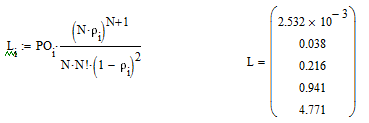 L_i := PO_i · (N·ρ_i)^(N+1) / (N·N!·(1 − ρ_i)^2)
L = ( 2.532 × 10^−3
0.038
0.216
0.941
4.771 )